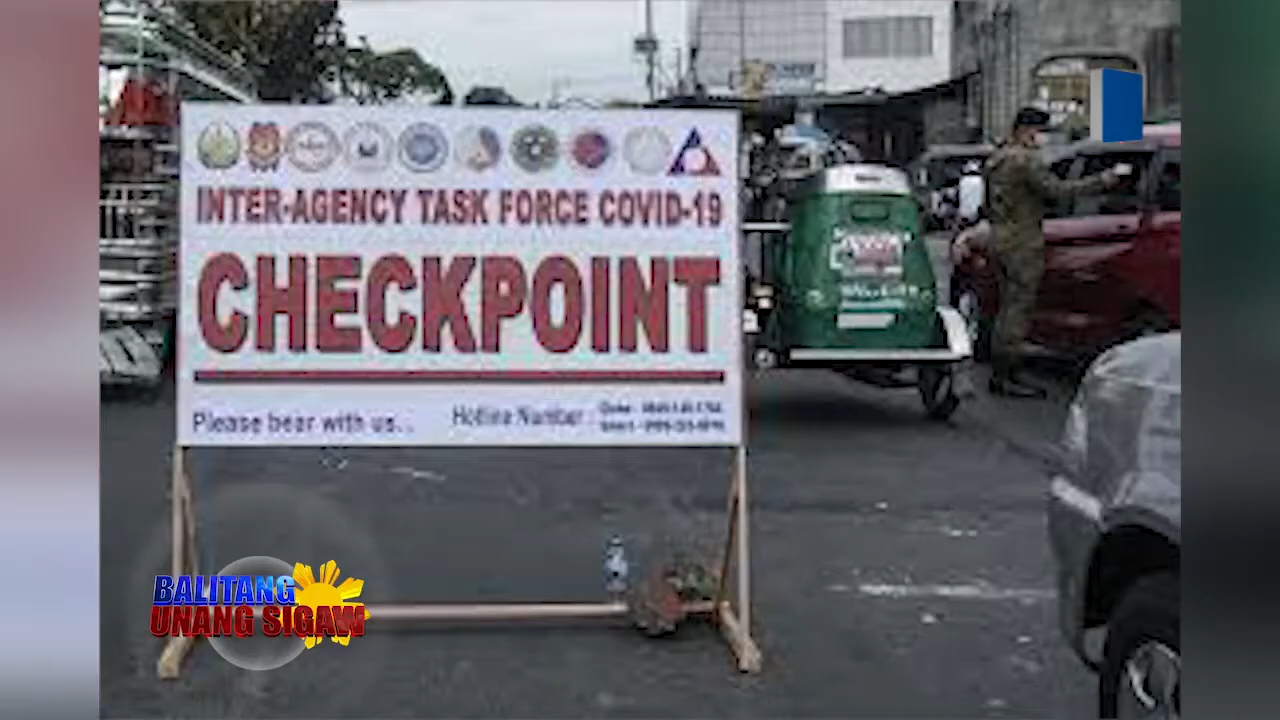 INTER-AGENCY TASK FORCE COVID-19
CHECKPOINT
Please bear with us...
Hotline Number
BALITANG
UNANG SIGAW